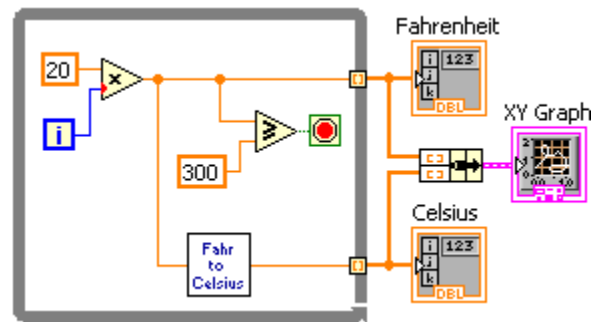 Fahrenheit
20
x
i
i
j
k
123
DBL
XY Graph
≥
300
Fahr
to
Celsius
Celsius
i
j
k
123
DBL